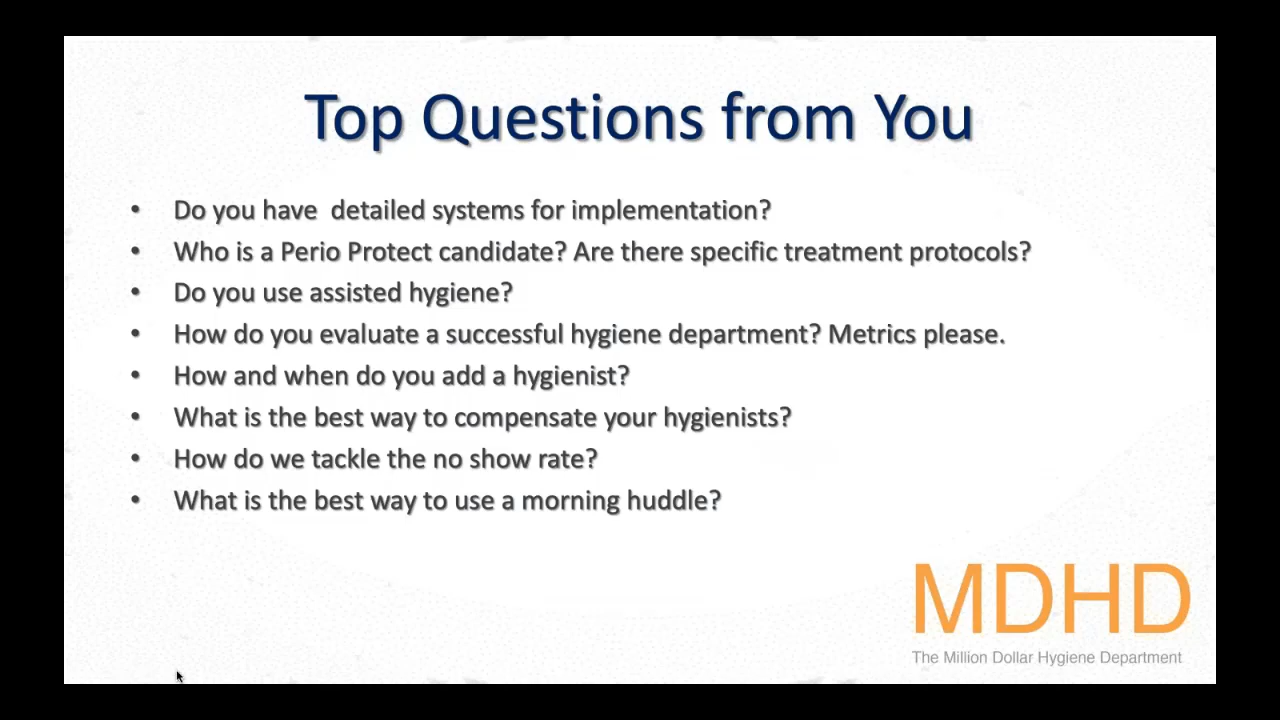 Top Questions from You
• Do you have  detailed systems for implementation?
• Who is a Perio Protect candidate? Are there specific treatment protocols?
• Do you use assisted hygiene?
• How do you evaluate a successful hygiene department? Metrics please.
• How and when do you add a hygienist?
• What is the best way to compensate your hygienists?
• How do we tackle the no show rate?
• What is the best way to use a morning huddle?
MDHD
The Million Dollar Hygiene Department